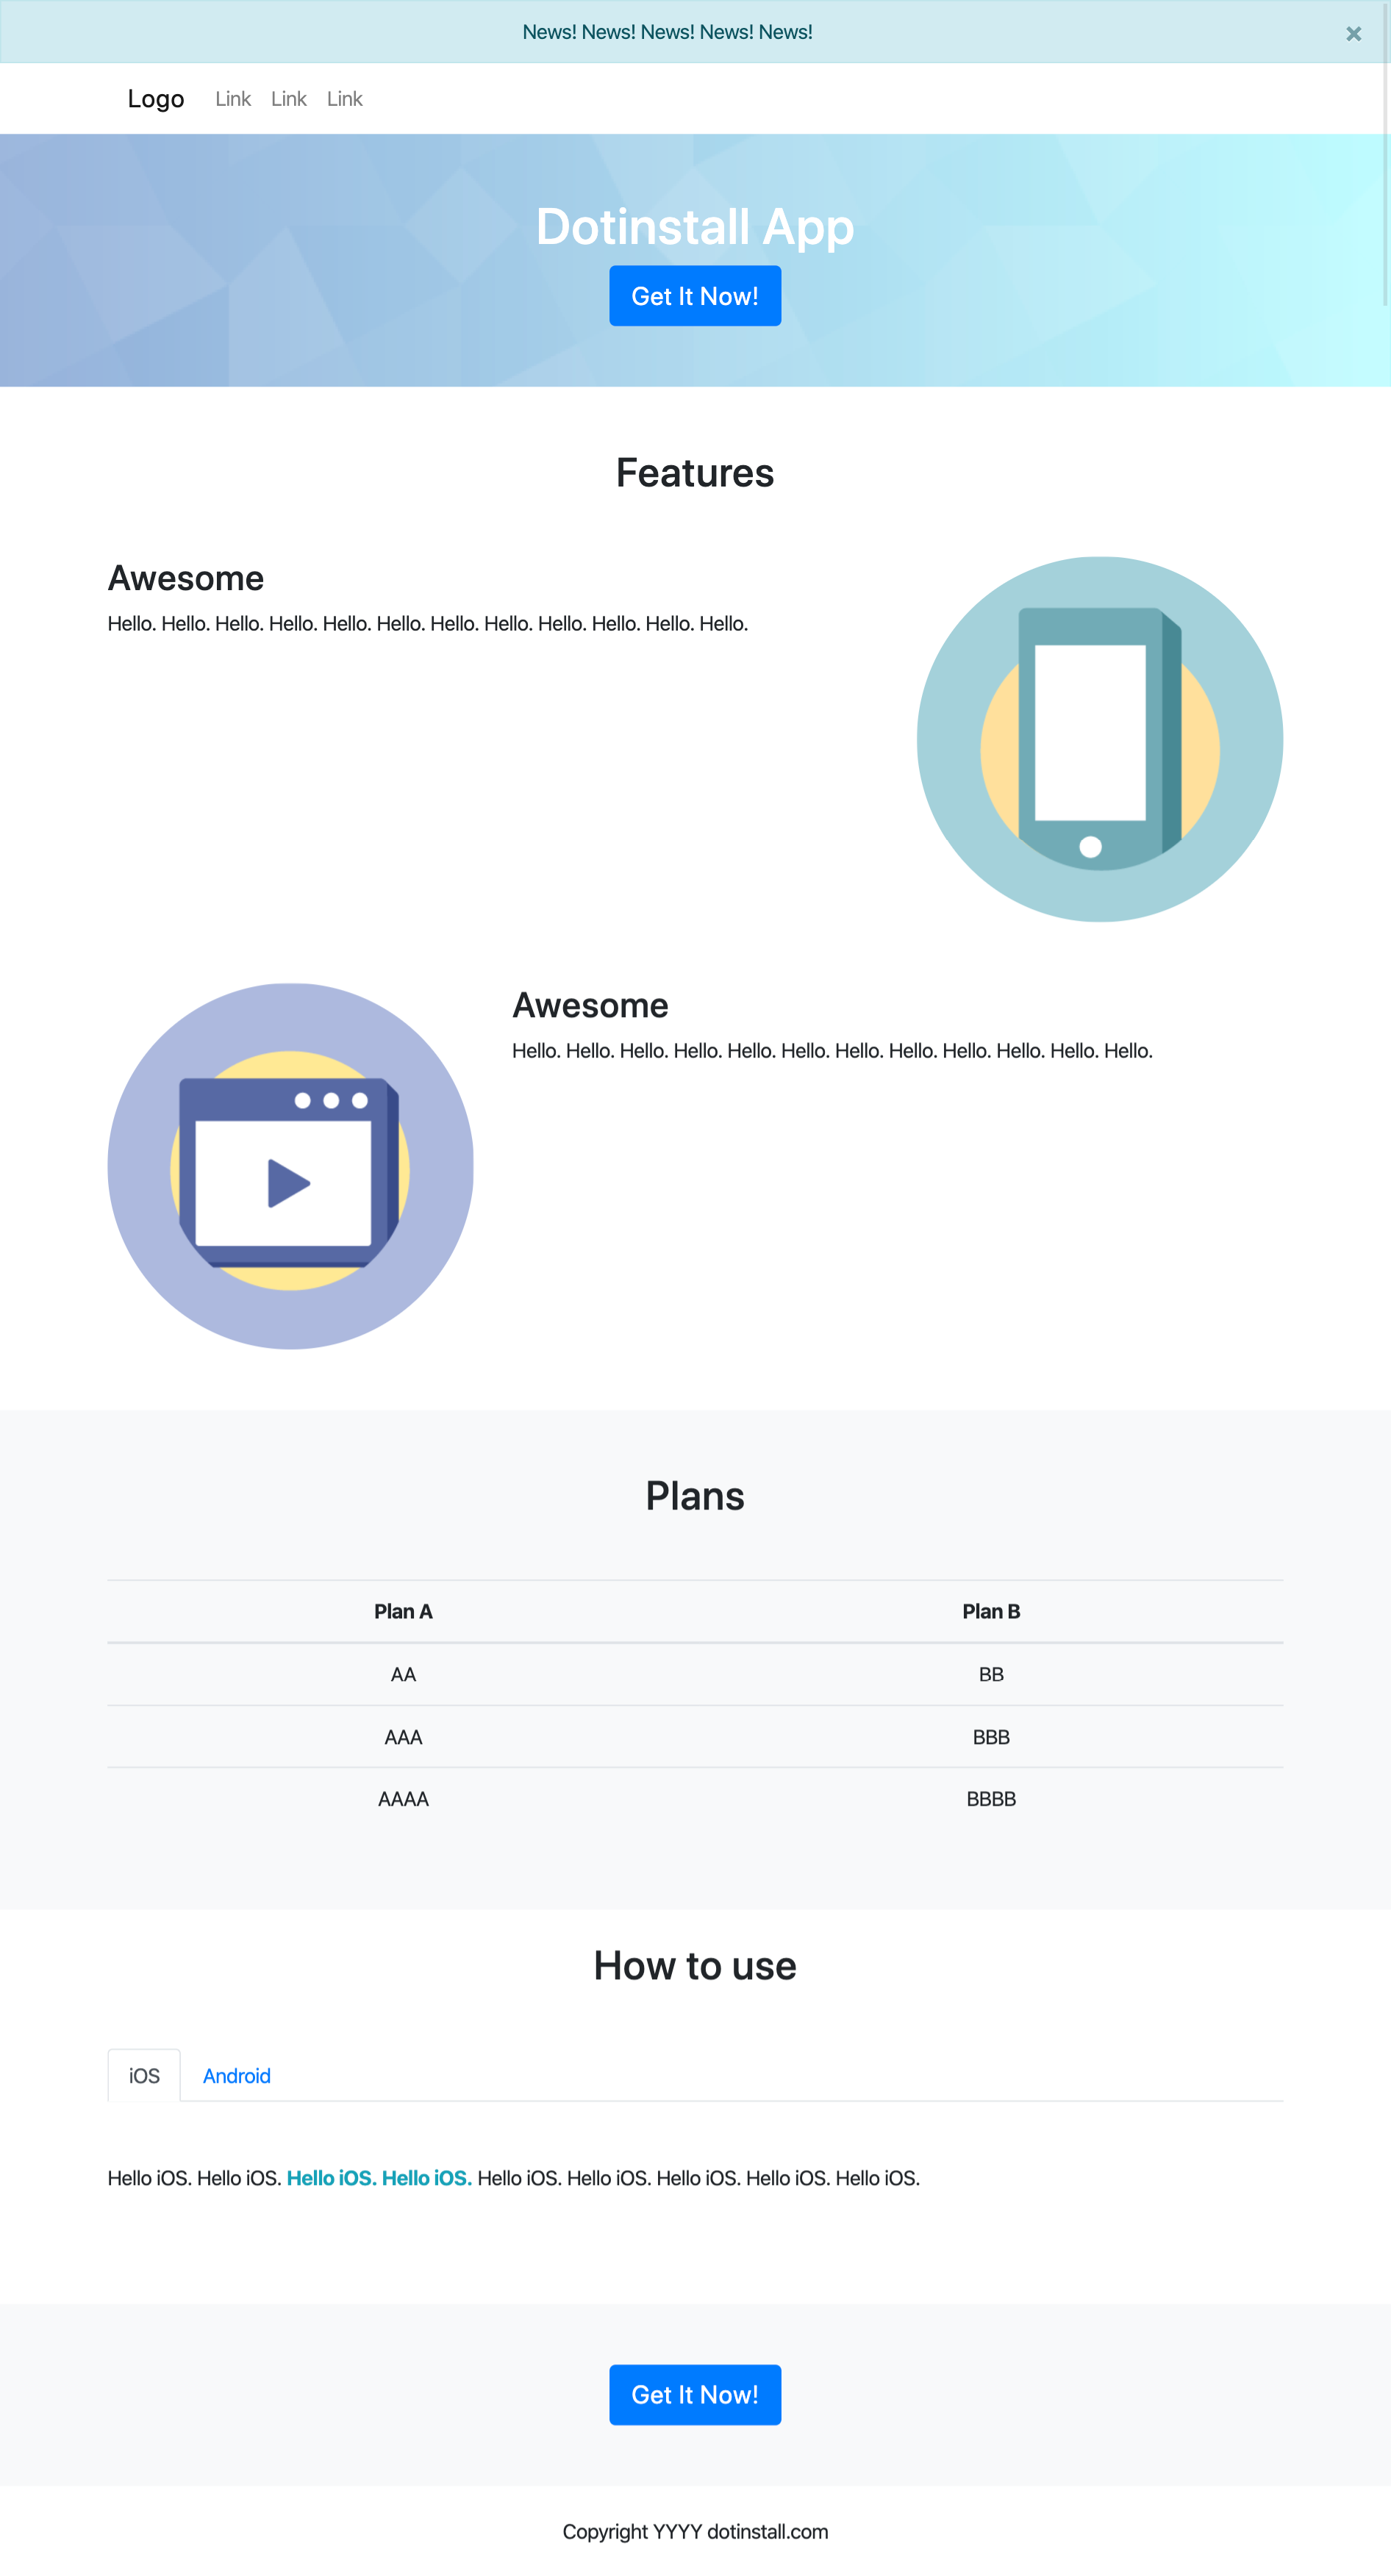 News! News! News! News! News! ×
Logo Link Link Link
Dotinstall App
Get It Now!
Features
Awesome
Hello. Hello. Hello. Hello. Hello. Hello. Hello. Hello. Hello. Hello. Hello. Hello.
Awesome
Hello. Hello. Hello. Hello. Hello. Hello. Hello. Hello. Hello. Hello. Hello. Hello.
Plans
Plan A Plan B
AA BB
AAA BBB
AAAA BBBB
How to use
iOS Android
Hello iOS. Hello iOS. Hello iOS. Hello iOS. Hello iOS. Hello iOS. Hello iOS. Hello iOS. Hello iOS.
Get It Now!
Copyright YYYY dotinstall.com